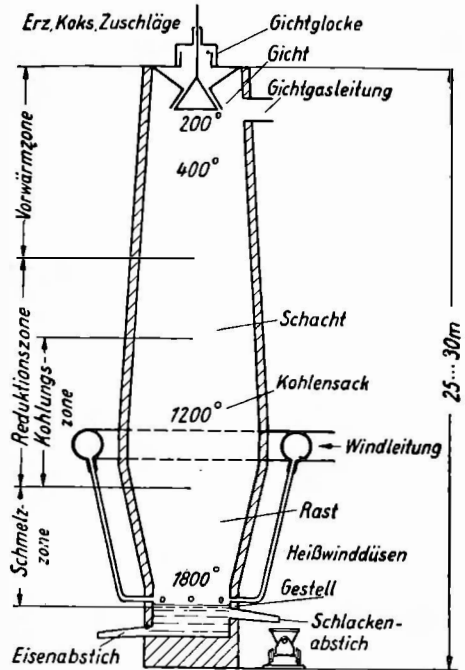 Erz, Koks, Zuschläge
Gichtglocke
Gicht
Gichtgasleitung
200°
400°
Vorwärmzone
Reduktionszone
Kohlungs-
zone
Schacht
Kohlensack
1200°
Windleitung
25...30m
Schmelz-
zone
Rast
Heißwinddüsen
1800°
Gestell
Schlacken-
abstich
Eisenabstich